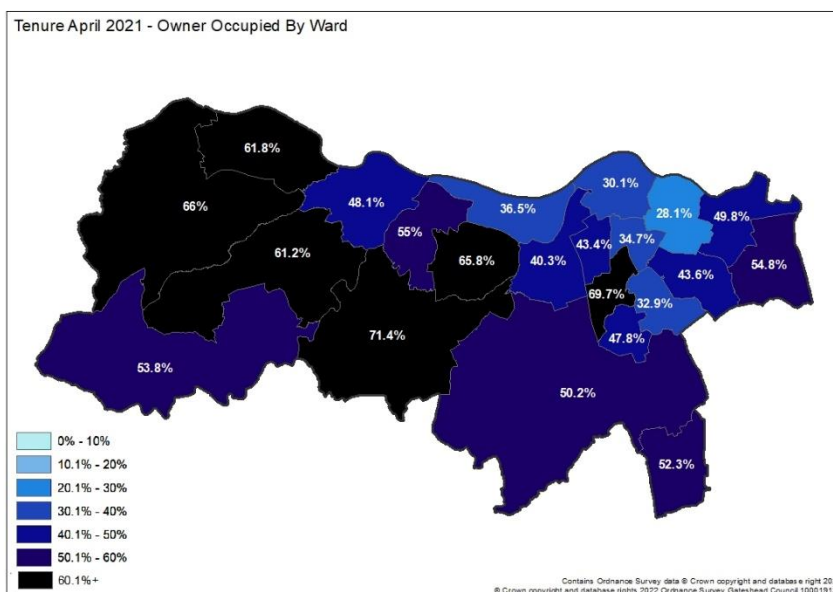 Tenure April 2021 - Owner Occupied By Ward
61.8%
30.1%
66%
48.1%
36.5%
28.1%
49.8%
55%
34.7%
61.2%
65.8%
40.3%
43.4%
43.6%
54.8%
69.7%
32.9%
71.4%
47.8%
53.8%
50.2%
52.3%
0% - 10%
10.1% - 20%
20.1% - 30%
30.1% - 40%
40.1% - 50%
50.1% - 60%
60.1%+
Contains Ordnance Survey data © Crown copyright and database right 20
© Crown copyright and database rights 2022 Ordnance Survey Gateshead Council 1000191